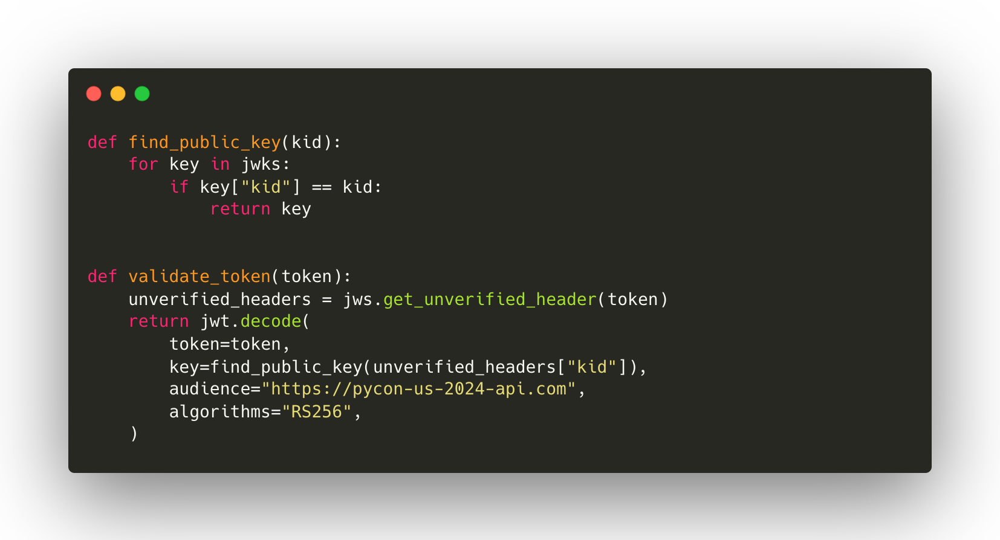 def find_public_key(kid):
    for key in jwks:
        if key["kid"] == kid:
            return key
def validate_token(token):
    unverified_headers = jws.get_unverified_header(token)
    return jwt.decode(
        token=token,
        key=find_public_key(unverified_headers["kid"]),
        audience="https://pycon-us-2024-api.com",
        algorithms="RS256",
    )